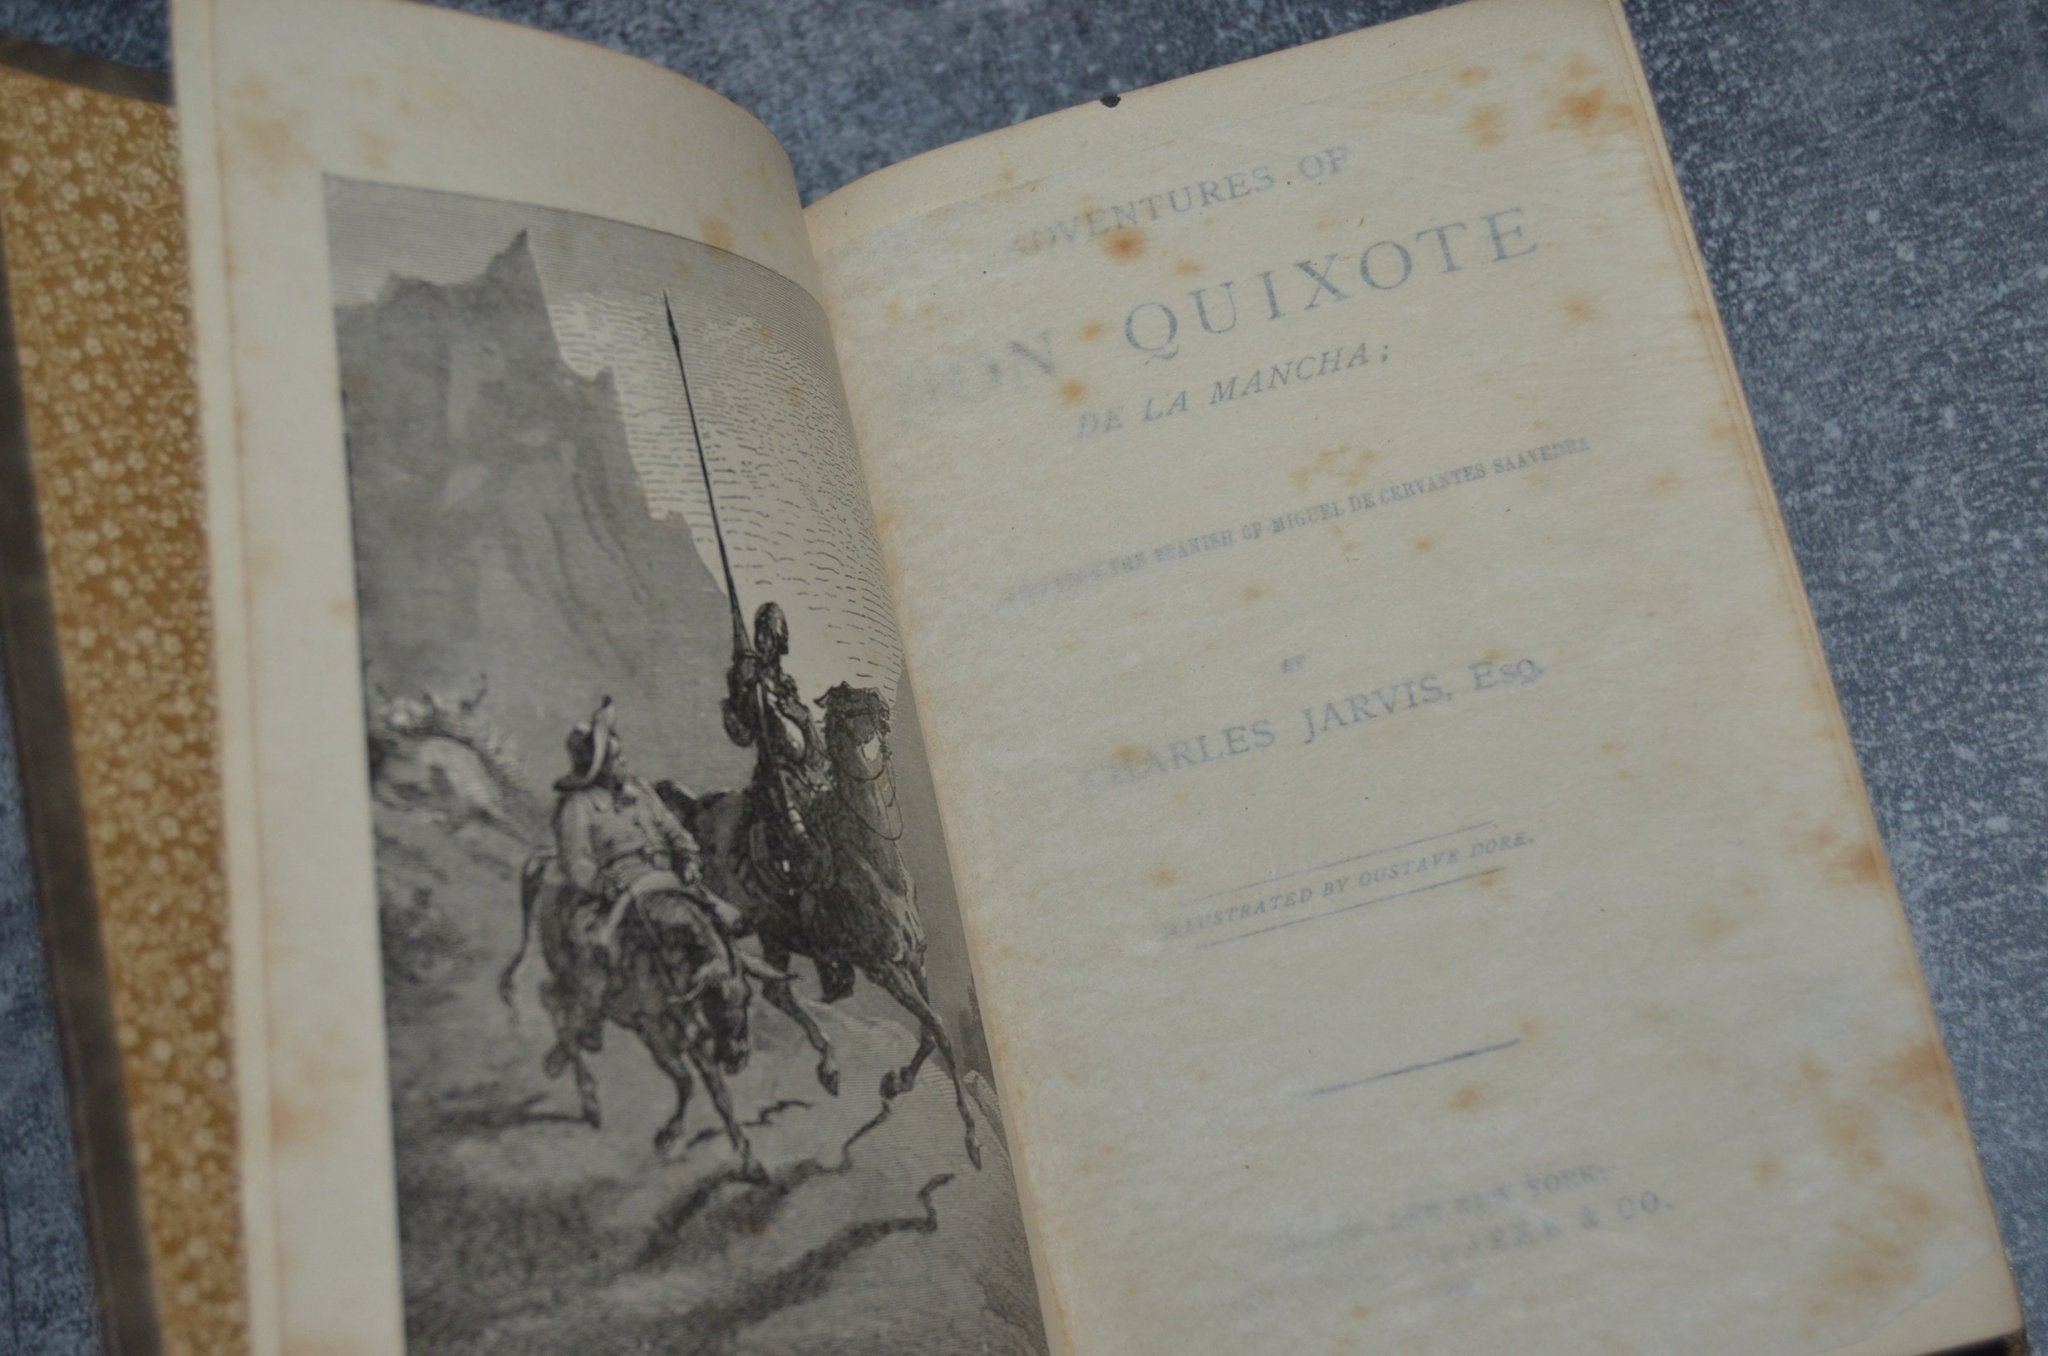 ADVENTURES OF
DON QUIXOTE
DE LA MANCHA;
THE SPANISH OF MIGUEL DE CERVANTES SAAVEDRA
BY
CHARLES JARVIS, Esq.
ILLUSTRATED BY GUSTAVE DORE.
NEW YORK:
& CO.